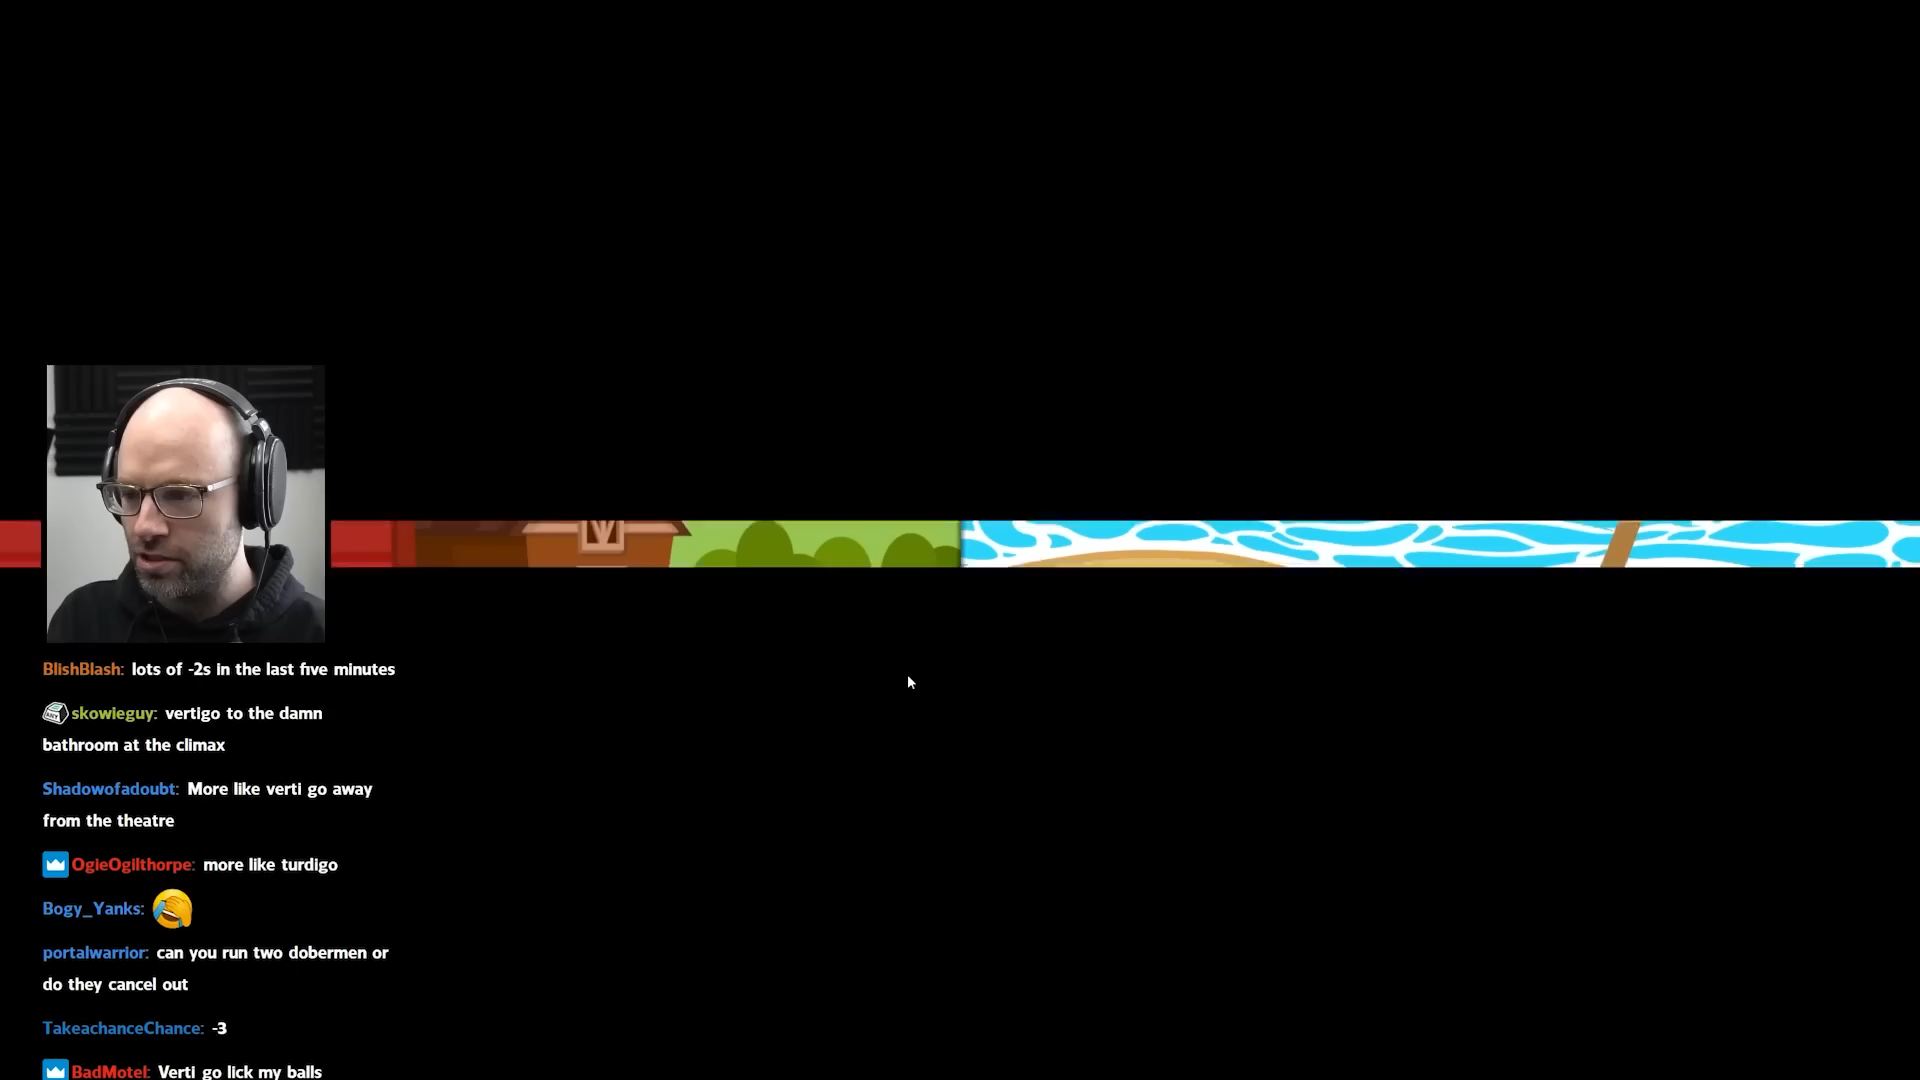 BlishBlash: lots of -2s in the last five minutes
skowieguy: vertigo to the damn
bathroom at the climax
Shadowofadoubt: More like verti go away
from the theatre
OgieOgilthorpe: more like turdigo
Bogy_Yanks:
portalwarrior: can you run two dobermen or
do they cancel out
TakeachanceChance: -3
BadMotel: Verti go lick my balls